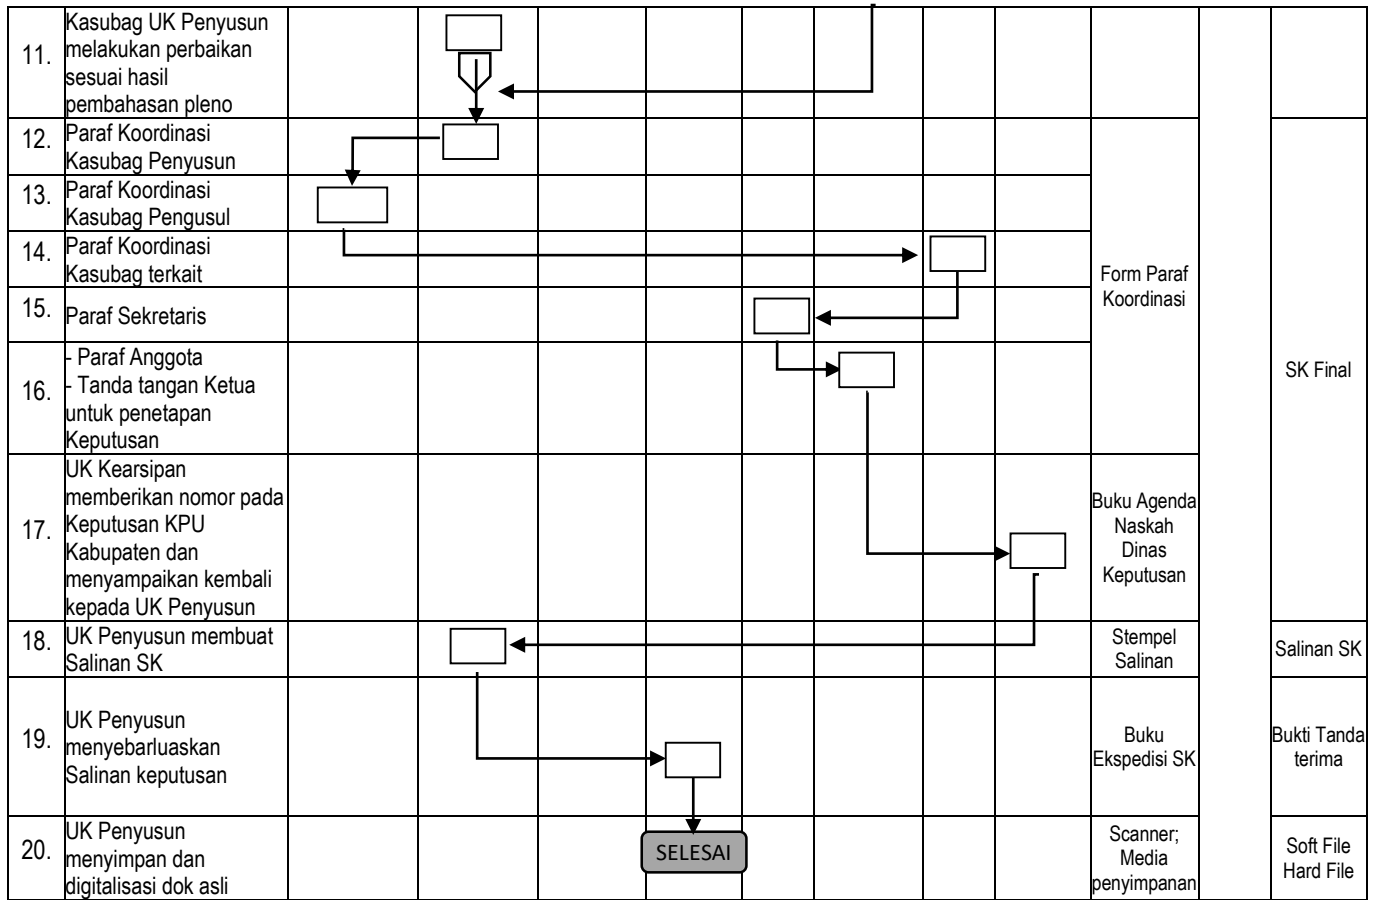 11.
Kasubag UK Penyusun
melakukan perbaikan
sesuai hasil
pembahasan pleno
12.
Paraf Koordinasi
Kasubag Penyusun
13.
Paraf Koordinasi
Kasubag Pengusul
14.
Paraf Koordinasi
Kasubag terkait
15.
Paraf Sekretaris
16.
- Paraf Anggota
- Tanda tangan Ketua
untuk penetapan
Keputusan
Form Paraf
Koordinasi
SK Final
17.
UK Kearsipan
memberikan nomor pada
Keputusan KPU
Kabupaten dan
menyampaikan kembali
kepada UK Penyusun
Buku Agenda
Naskah
Dinas
Keputusan
18.
UK Penyusun membuat
Salinan SK
Stempel
Salinan
Salinan SK
19.
UK Penyusun
menyebarluaskan
Salinan keputusan
Buku
Ekspedisi SK
Bukti Tanda
terima
20.
UK Penyusun
menyimpan dan
digitalisasi dok asli
SELESAI
Scanner;
Media
penyimpanan
Soft File
Hard File